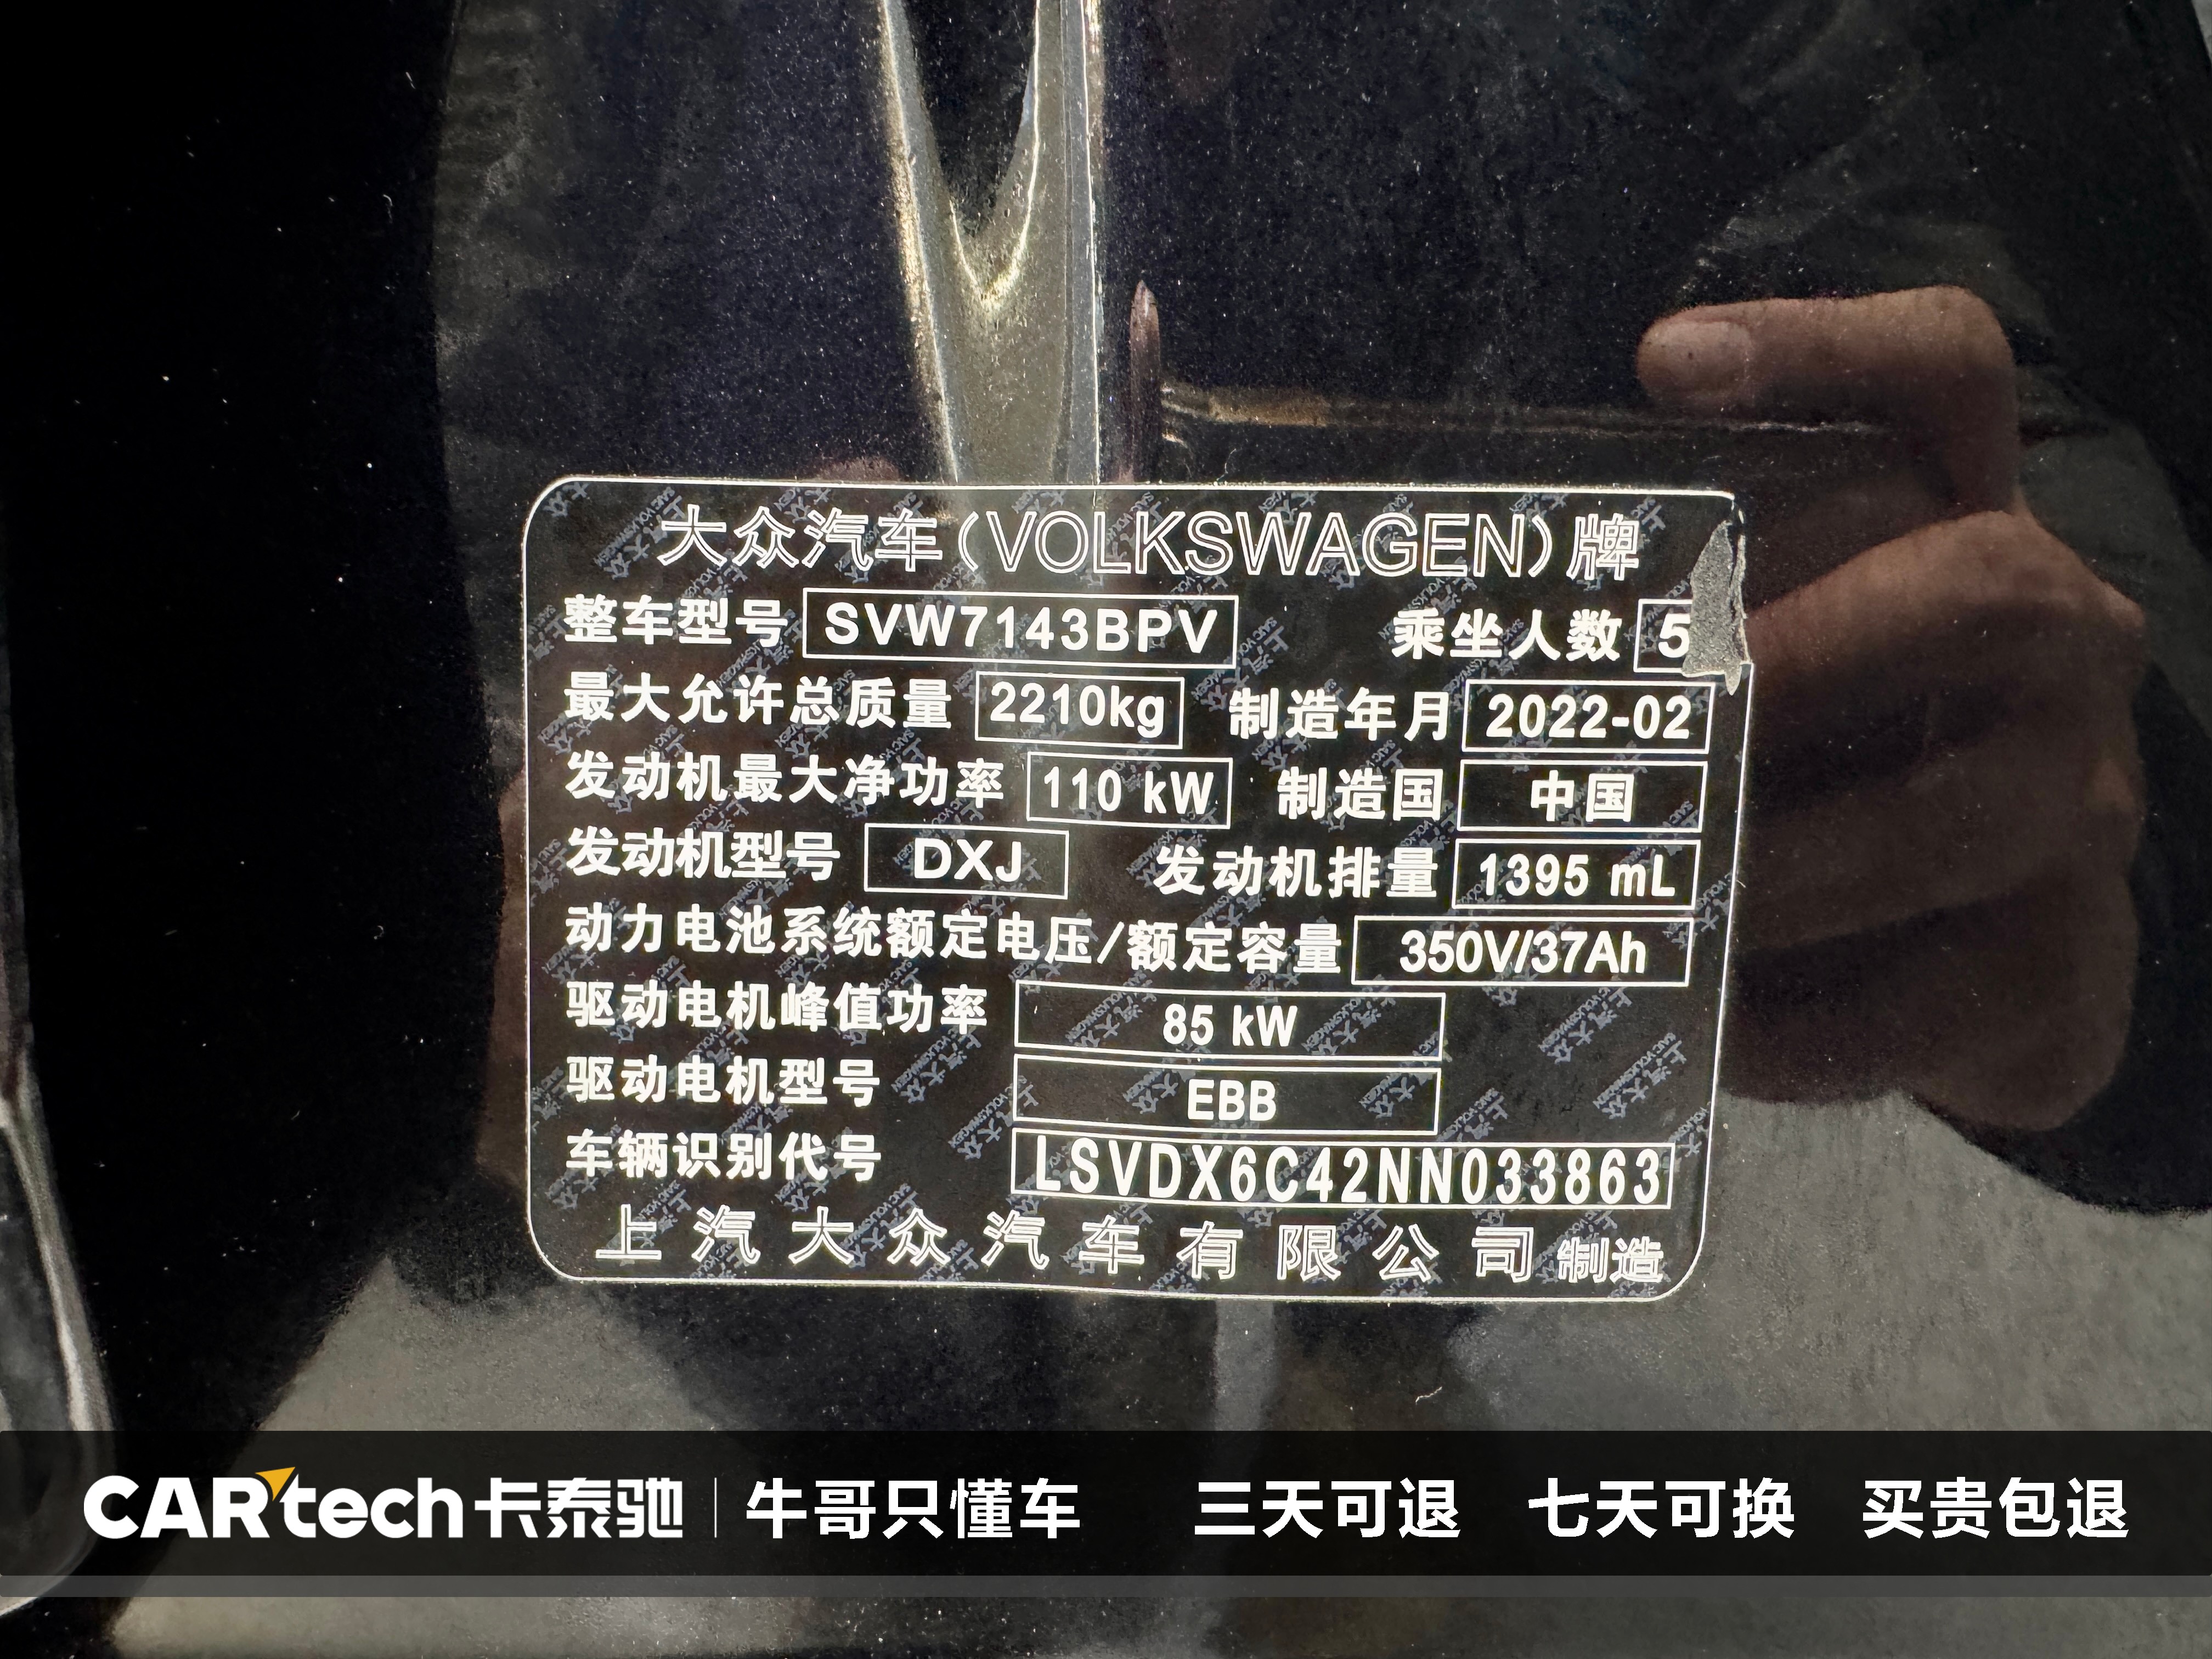 大众汽车(VOLKSWAGEN)牌
整车型号 SVW7143BPV 乘坐人数 5
最大允许总质量 2210kg 制造年月 2022-02
发动机最大净功率 110 kW 制造国 中国
发动机型号 DXJ 发动机排量 1395 mL
动力电池系统额定电压/额定容量 350V/37Ah
驱动电机峰值功率 85 kW
驱动电机型号 EBB
车辆识别代号 LSVDX6C42NN033863
上汽大众汽车有限公司制造
CARtech卡泰驰 牛哥只懂车 三天可退 七天可换 买贵包退